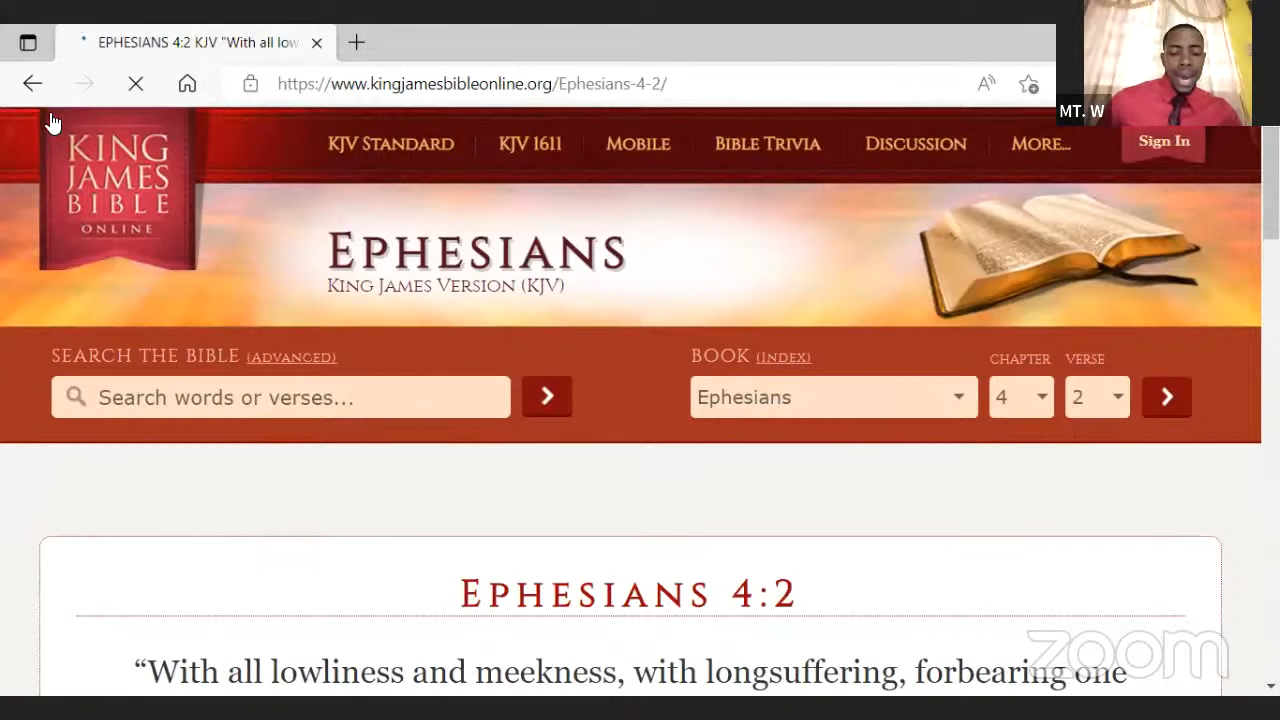 EPHESIANS 4:2 KJV "With all low
https://www.kingjamesbibleonline.org/Ephesians-4-2/
MT. W
KING
JAMES
BIBLE
ONLINE
KJV STANDARD
KJV 1611
MOBILE
BIBLE TRIVIA
DISCUSSION
MORE...
Sign In
EPHESIANS
KING JAMES VERSION (KJV)
SEARCH THE BIBLE (ADVANCED)
BOOK (INDEX)
CHAPTER
VERSE
Search words or verses...
Ephesians
4
2
EPHESIANS 4:2
“With all lowliness and meekness, with longsuffering, forbearing one
zoom